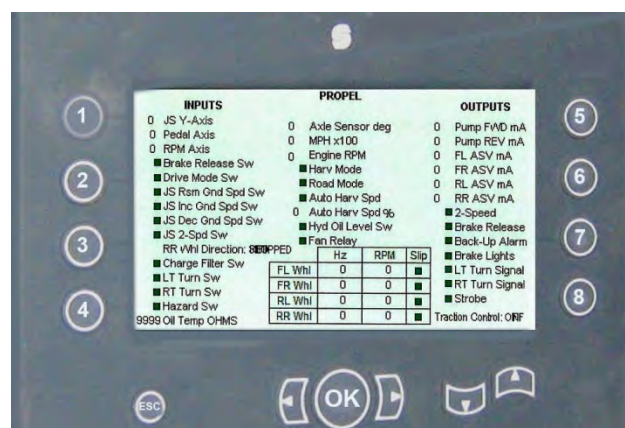 PROPEL
INPUTS
0 JS Y-Axis
0 Pedal Axis
0 RPM Axis
Brake Release Sw
Drive Mode Sw
JS Rsm Gnd Spd Sw
JS Inc Gnd Spd Sw
JS Dec Gnd Spd Sw
JS 2-Spd Sw
RR Whl Direction:
Charge Filter Sw
LT Turn Sw
RT Turn Sw
Hazard Sw
9999 Oil Temp OHMS
0 Axle Sensor deg
0 MPH x100
0 Engine RPM
Harv Mode
Road Mode
Auto Harv Spd
0 Auto Harv Spd %
Hyd Oil Level Sw
Fan Relay
Hz RPM Slip
FL Whl 0 0
FR Whl 0 0
RL Whl 0 0
RR Whl 0 0
OUTPUTS
0 Pump FWD mA
0 Pump REV mA
0 FL ASV mA
0 FR ASV mA
0 RL ASV mA
0 RR ASV mA
2-Speed
Brake Release
Back-Up Alarm
Brake Lights
LT Turn Signal
RT Turn Signal
Strobe
Traction Control:
1
2
3
4
5
6
7
8
ESC
OK